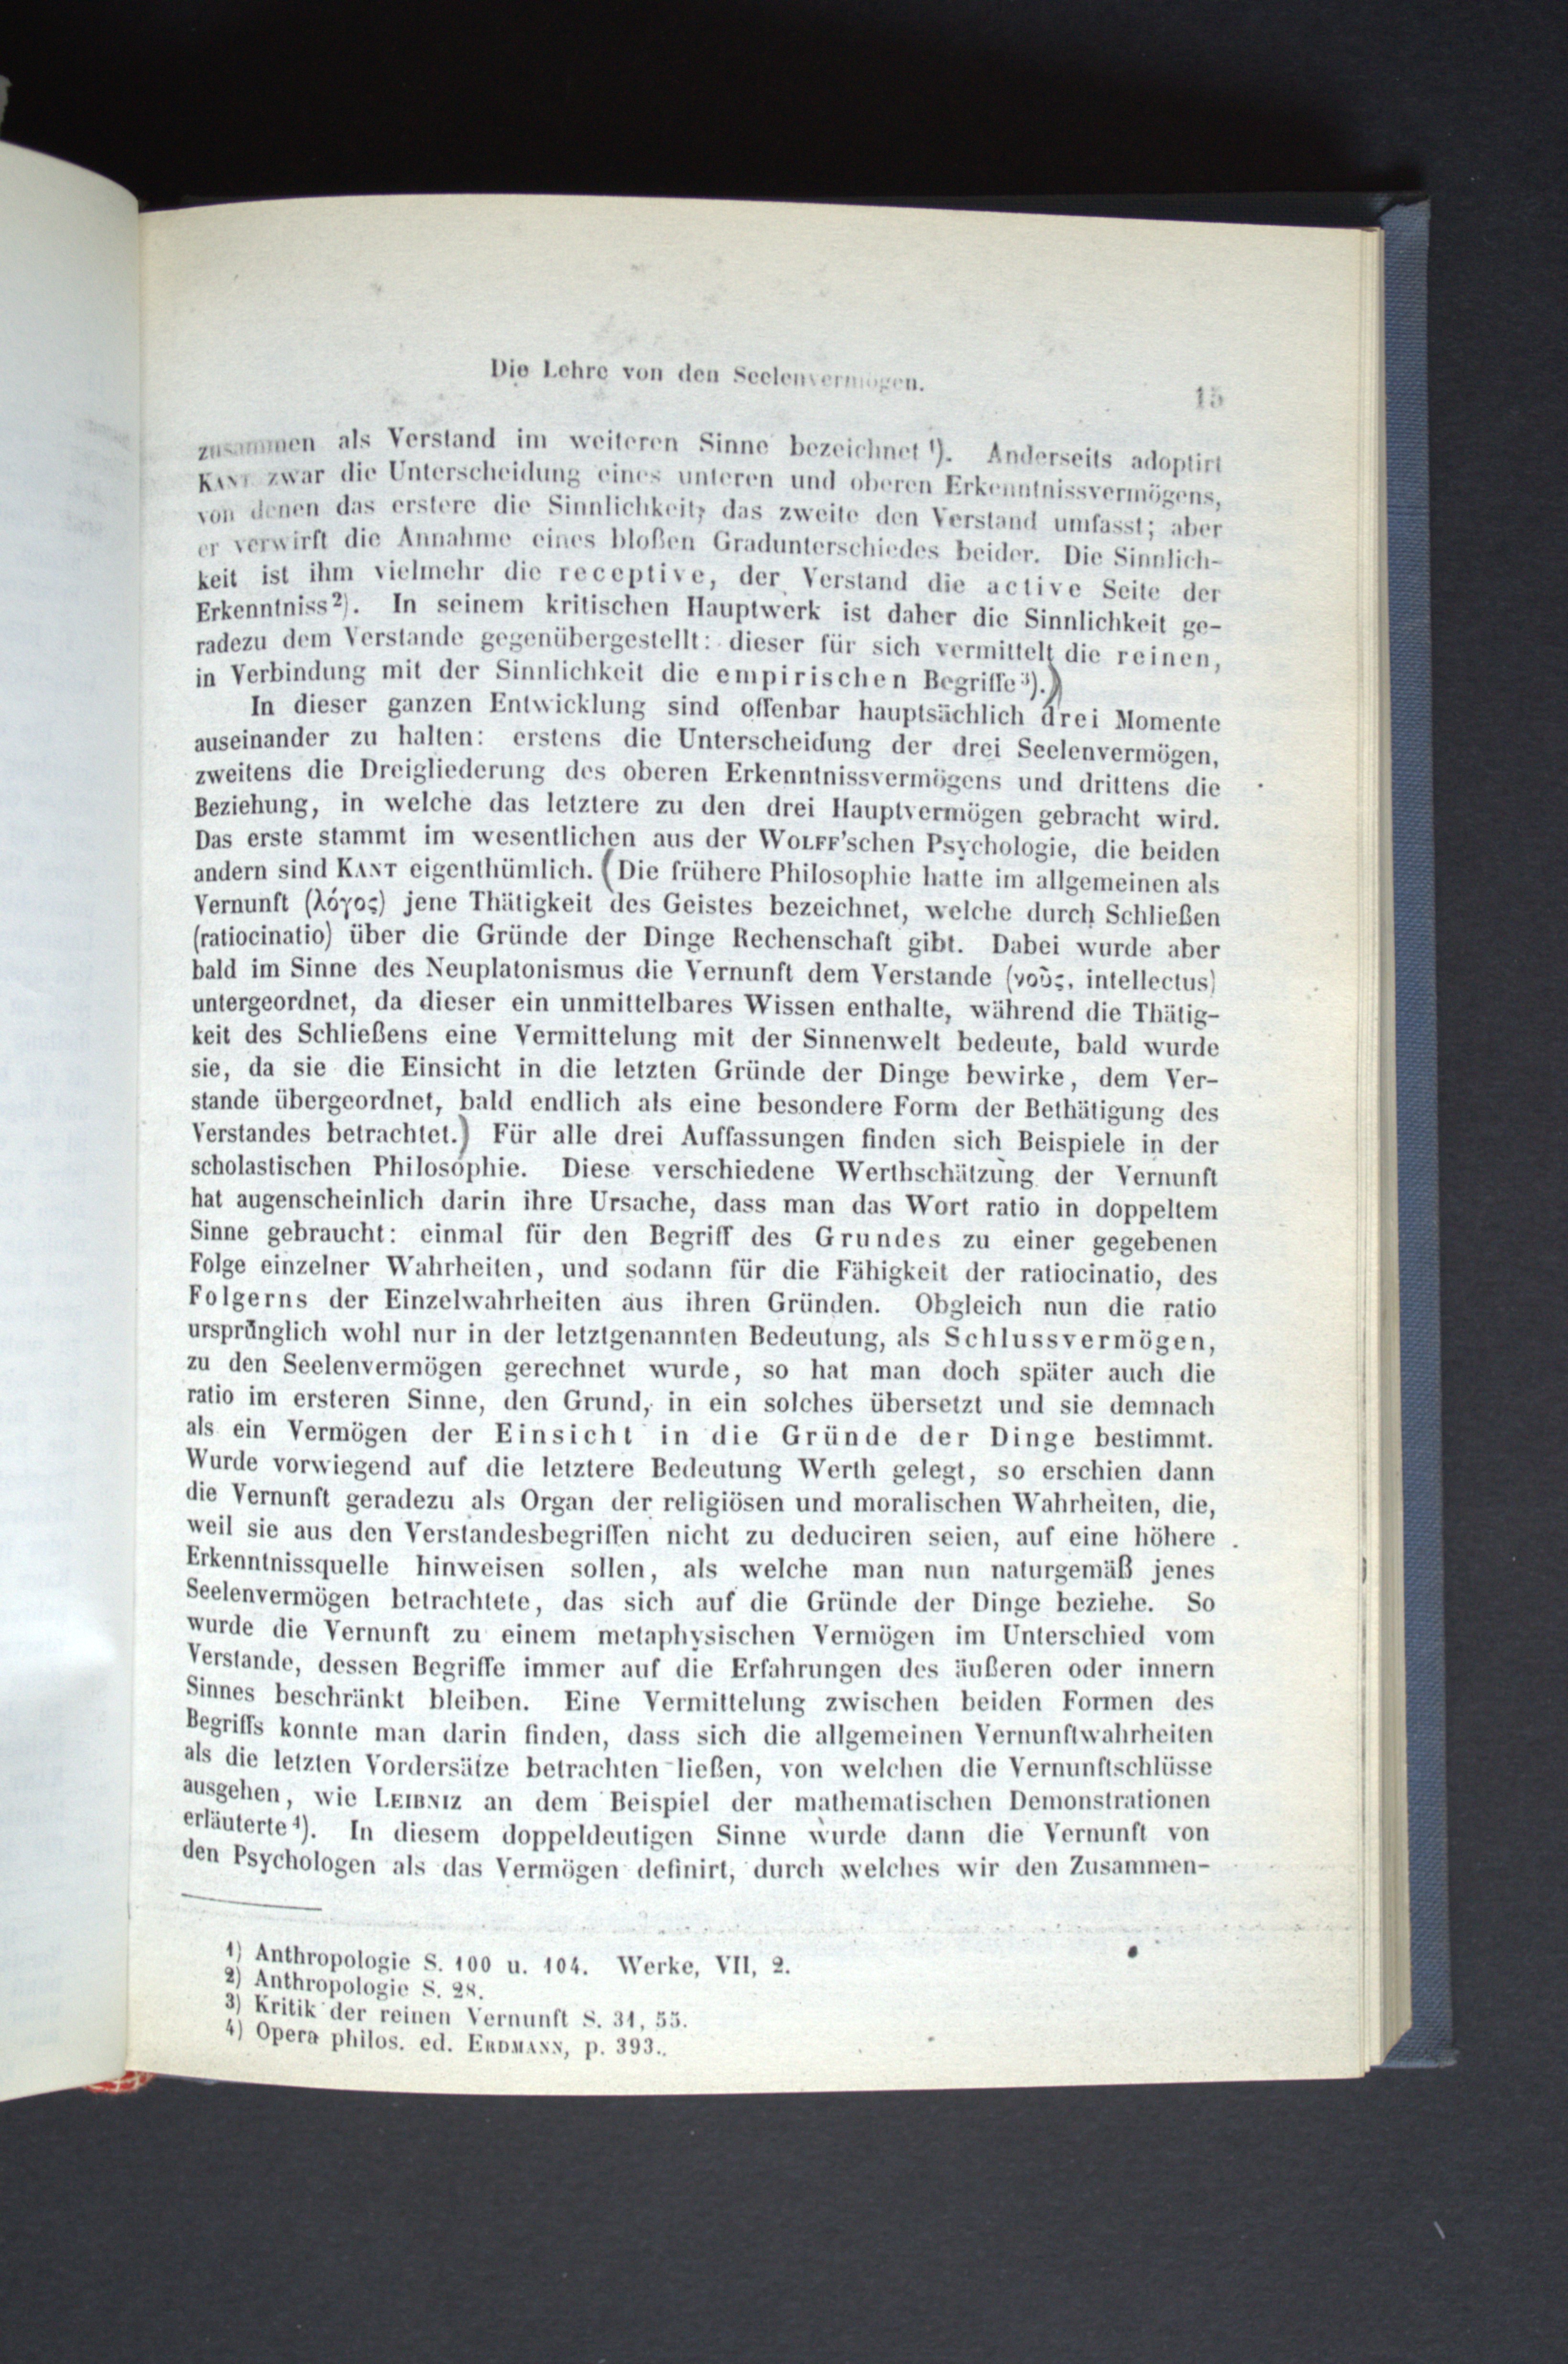 Die Lehre von den Seelenvermögen.
15
zusammen als Verstand im weiteren Sinne bezeichnet 1). Anderseits adoptirt
KANT zwar die Unterscheidung eines unteren und oberen Erkenntnissvermögens,
von denen das erstere die Sinnlichkeit, das zweite den Verstand umfasst; aber
er verwirft die Annahme eines bloßen Gradunterschiedes beider. Die Sinnlich-
keit ist ihm vielmehr die receptive, der Verstand die active Seite der
Erkenntniss 2). In seinem kritischen Hauptwerk ist daher die Sinnlichkeit ge-
radezu dem Verstande gegenübergestellt: dieser für sich vermittelt die reinen,
in Verbindung mit der Sinnlichkeit die empirischen Begriffe 3).)
In dieser ganzen Entwicklung sind offenbar hauptsächlich drei Momente
auseinander zu halten: erstens die Unterscheidung der drei Seelenvermögen,
zweitens die Dreigliederung des oberen Erkenntnissvermögens und drittens die
Beziehung, in welche das letztere zu den drei Hauptvermögen gebracht wird.
Das erste stammt im wesentlichen aus der WOLFF'schen Psychologie, die beiden
andern sind KANT eigenthümlich. (Die frühere Philosophie hatte im allgemeinen als
Vernunft (λόγος) jene Thätigkeit des Geistes bezeichnet, welche durch Schließen
(ratiocinatio) über die Gründe der Dinge Rechenschaft gibt. Dabei wurde aber
bald im Sinne des Neuplatonismus die Vernunft dem Verstande (νοῦς, intellectus)
untergeordnet, da dieser ein unmittelbares Wissen enthalte, während die Thätig-
keit des Schließens eine Vermittelung mit der Sinnenwelt bedeute, bald wurde
sie, da sie die Einsicht in die letzten Gründe der Dinge bewirke, dem Ver-
stande übergeordnet, bald endlich als eine besondere Form der Bethätigung des
Verstandes betrachtet.) Für alle drei Auffassungen finden sich Beispiele in der
scholastischen Philosophie. Diese verschiedene Werthschätzung der Vernunft
hat augenscheinlich darin ihre Ursache, dass man das Wort ratio in doppeltem
Sinne gebraucht: einmal für den Begriff des Grundes zu einer gegebenen
Folge einzelner Wahrheiten, und sodann für die Fähigkeit der ratiocinatio, des
Folgerns der Einzelwahrheiten aus ihren Gründen. Obgleich nun die ratio
ursprünglich wohl nur in der letztgenannten Bedeutung, als Schlussvermögen,
zu den Seelenvermögen gerechnet wurde, so hat man doch später auch die
ratio im ersteren Sinne, den Grund, in ein solches übersetzt und sie demnach
als ein Vermögen der Einsicht in die Gründe der Dinge bestimmt.
Wurde vorwiegend auf die letztere Bedeutung Werth gelegt, so erschien dann
die Vernunft geradezu als Organ der religiösen und moralischen Wahrheiten, die,
weil sie aus den Verstandesbegriffen nicht zu deduciren seien, auf eine höhere
Erkenntnissquelle hinweisen sollen, als welche man nun naturgemäß jenes
Seelenvermögen betrachtete, das sich auf die Gründe der Dinge beziehe. So
wurde die Vernunft zu einem metaphysischen Vermögen im Unterschied vom
Verstande, dessen Begriffe immer auf die Erfahrungen des äußeren oder innern
Sinnes beschränkt bleiben. Eine Vermittelung zwischen beiden Formen des
Begriffs konnte man darin finden, dass sich die allgemeinen Vernunftwahrheiten
als die letzten Vordersätze betrachten ließen, von welchen die Vernunftschlüsse
ausgehen, wie LEIBNIZ an dem Beispiel der mathematischen Demonstrationen
erläuterte 4). In diesem doppeldeutigen Sinne wurde dann die Vernunft von
den Psychologen als das Vermögen definirt, durch welches wir den Zusammen-
1) Anthropologie S. 100 u. 104. Werke, VII, 2.
2) Anthropologie S. 28.
3) Kritik der reinen Vernunft S. 31, 55.
4) Opera philos. ed. ERDMANN, p. 393.